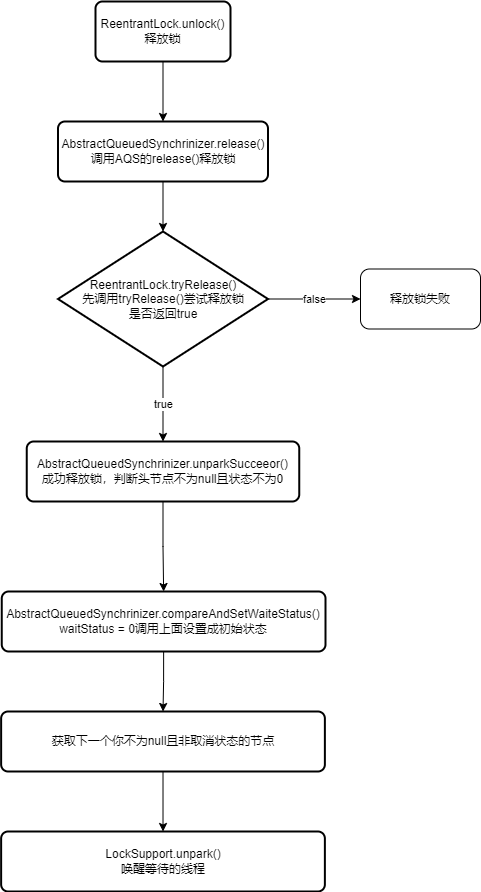 ReentrantLock.unlock()
释放锁
AbstractQueuedSynchrinizer.release()
调用AQS的release()释放锁
ReentrantLock.tryRelease()
先调用tryRelease()尝试释放锁
是否返回true
false
释放锁失败
true
AbstractQueuedSynchrinizer.unparkSucceeor()
成功释放锁，判断头节点不为null且状态不为0
AbstractQueuedSynchrinizer.compareAndSetWaiteStatus()
waitStatus = 0调用上面设置成初始状态
获取下一个你不为null且非取消状态的节点
LockSupport.unpark()
唤醒等待的线程